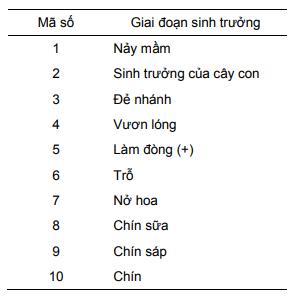 Mã số Giai đoạn sinh trưởng
1 Nảy mầm
2 Sinh trưởng của cây con
3 Đẻ nhánh
4 Vươn lóng
5 Làm đòng (+)
6 Trỗ
7 Nở hoa
8 Chín sữa
9 Chín sáp
10 Chín